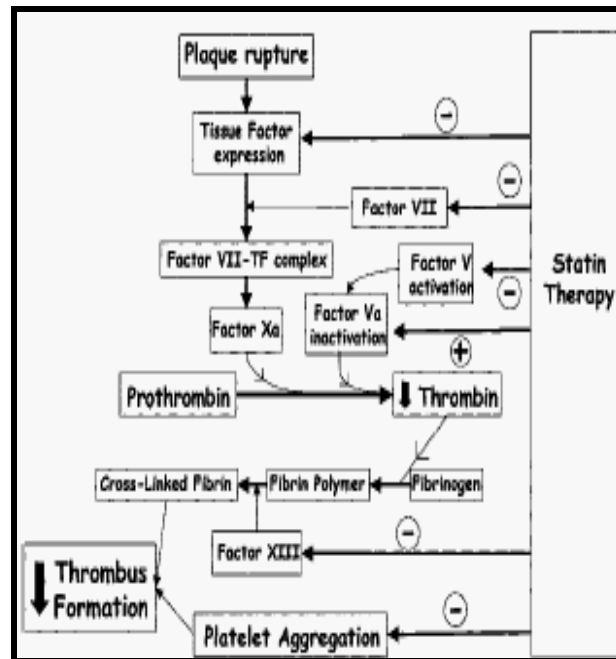 Plaque rupture
Tissue Factor
expression
Factor VII
Factor VII-TF complex
Factor V
activation
Statin
Therapy
Factor Xa
Factor Va
inactivation
Prothrombin
Thrombin
Cross-Linked Fibrin
Fibrin Polymer
Fibrinogen
Factor XIII
Thrombus
Formation
Platelet Aggregation